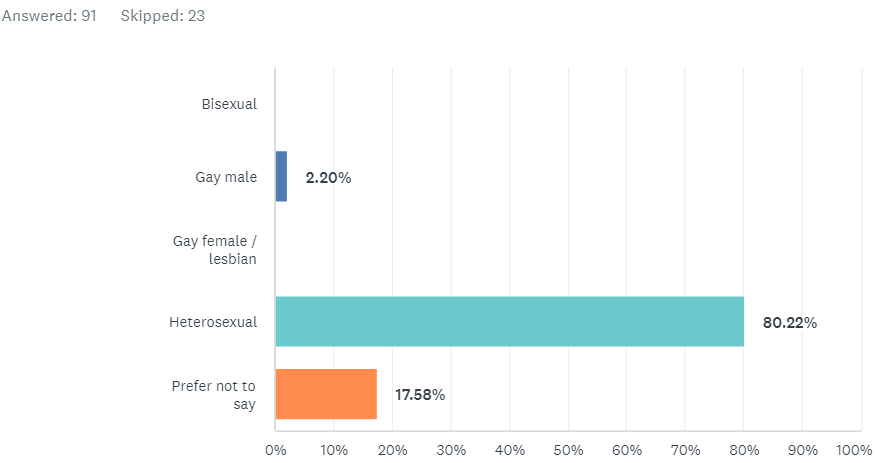 Answered: 91 Skipped: 23
Bisexual
Gay male 2.20%
Gay female /
lesbian
Heterosexual 80.22%
Prefer not to
say 17.58%
0% 10% 20% 30% 40% 50% 60% 70% 80% 90% 100%